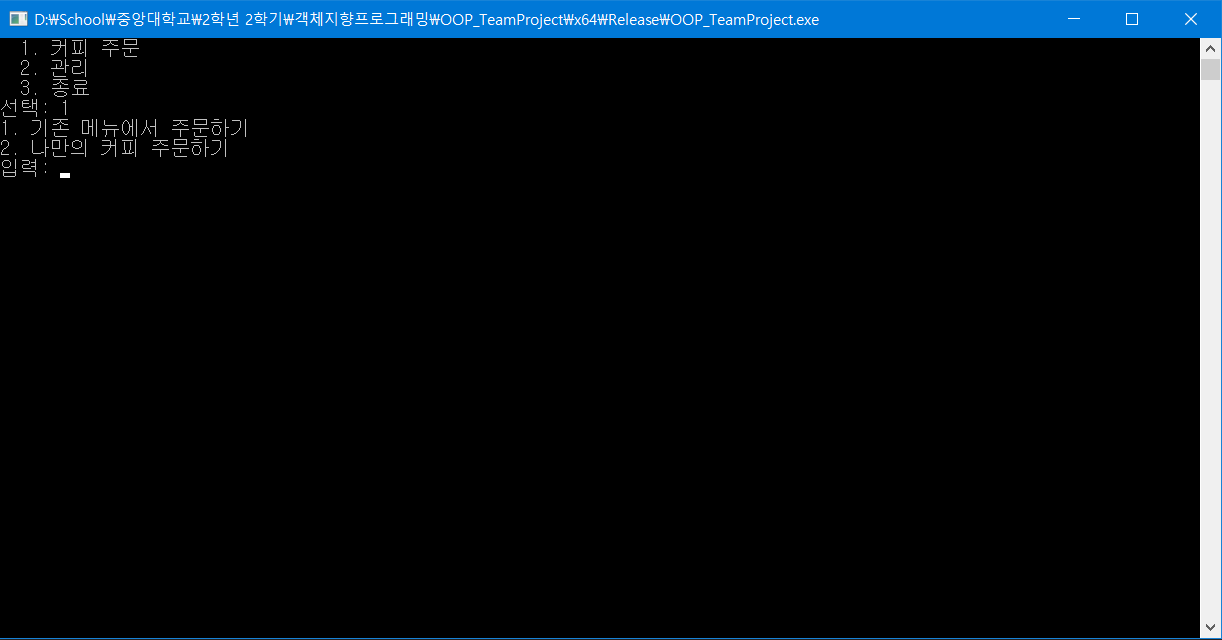 D:₩School₩중앙대학교₩2학년 2학기₩객체지향프로그래밍₩OOP_TeamProject₩x64₩Release₩OOP_TeamProject.exe
1. 커피 주문
2. 관리
3. 종료
선택: 1
1. 기존 메뉴에서 주문하기
2. 나만의 커피 주문하기
입력: